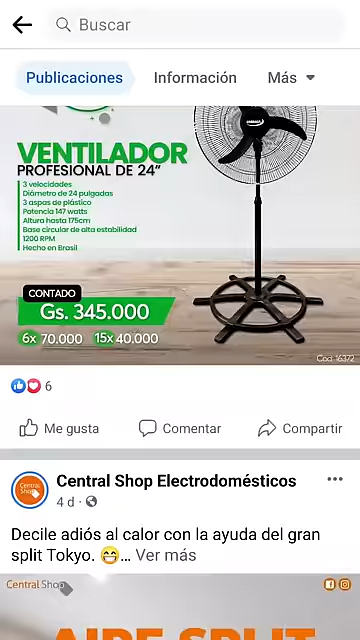 Buscar
Publicaciones Información Más
VENTILADOR
PROFESIONAL DE 24"
3 velocidades
Diámetro de 24 pulgadas
3 aspas de plástico
Potencia 147 watts
Altura hasta 175cm
Base circular de alta estabilidad
1200 RPM
Hecho en Brasil
CONTADO
Gs. 345.000
6x 70.000 15x 40.000
Cod.-16372
6
Me gusta Comentar Compartir
Central Shop
Central Shop Electrodomésticos
4 d ·
Decile adiós al calor con la ayuda del gran
split Tokyo. 😁... Ver más
Central Shop
AIRE SPLIT